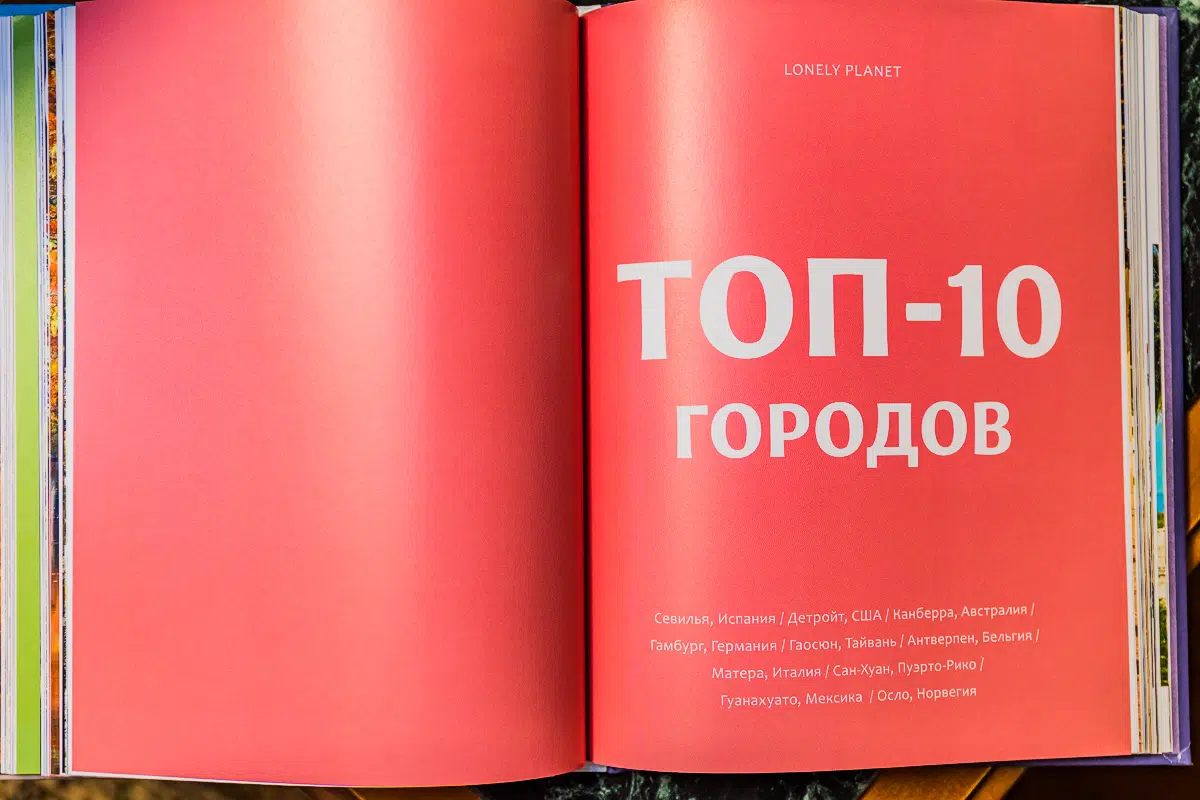 LONELY PLANET
ТОП-10
ГОРОДОВ
Севилья, Испания / Детройт, США / Канберра, Австралия /
Гамбург, Германия / Гаосюн, Тайвань / Антверпен, Бельгия /
Матера, Италия / Сан-Хуан, Пуэрто-Рико /
Гуанахуато, Мексика / Осло, Норвегия